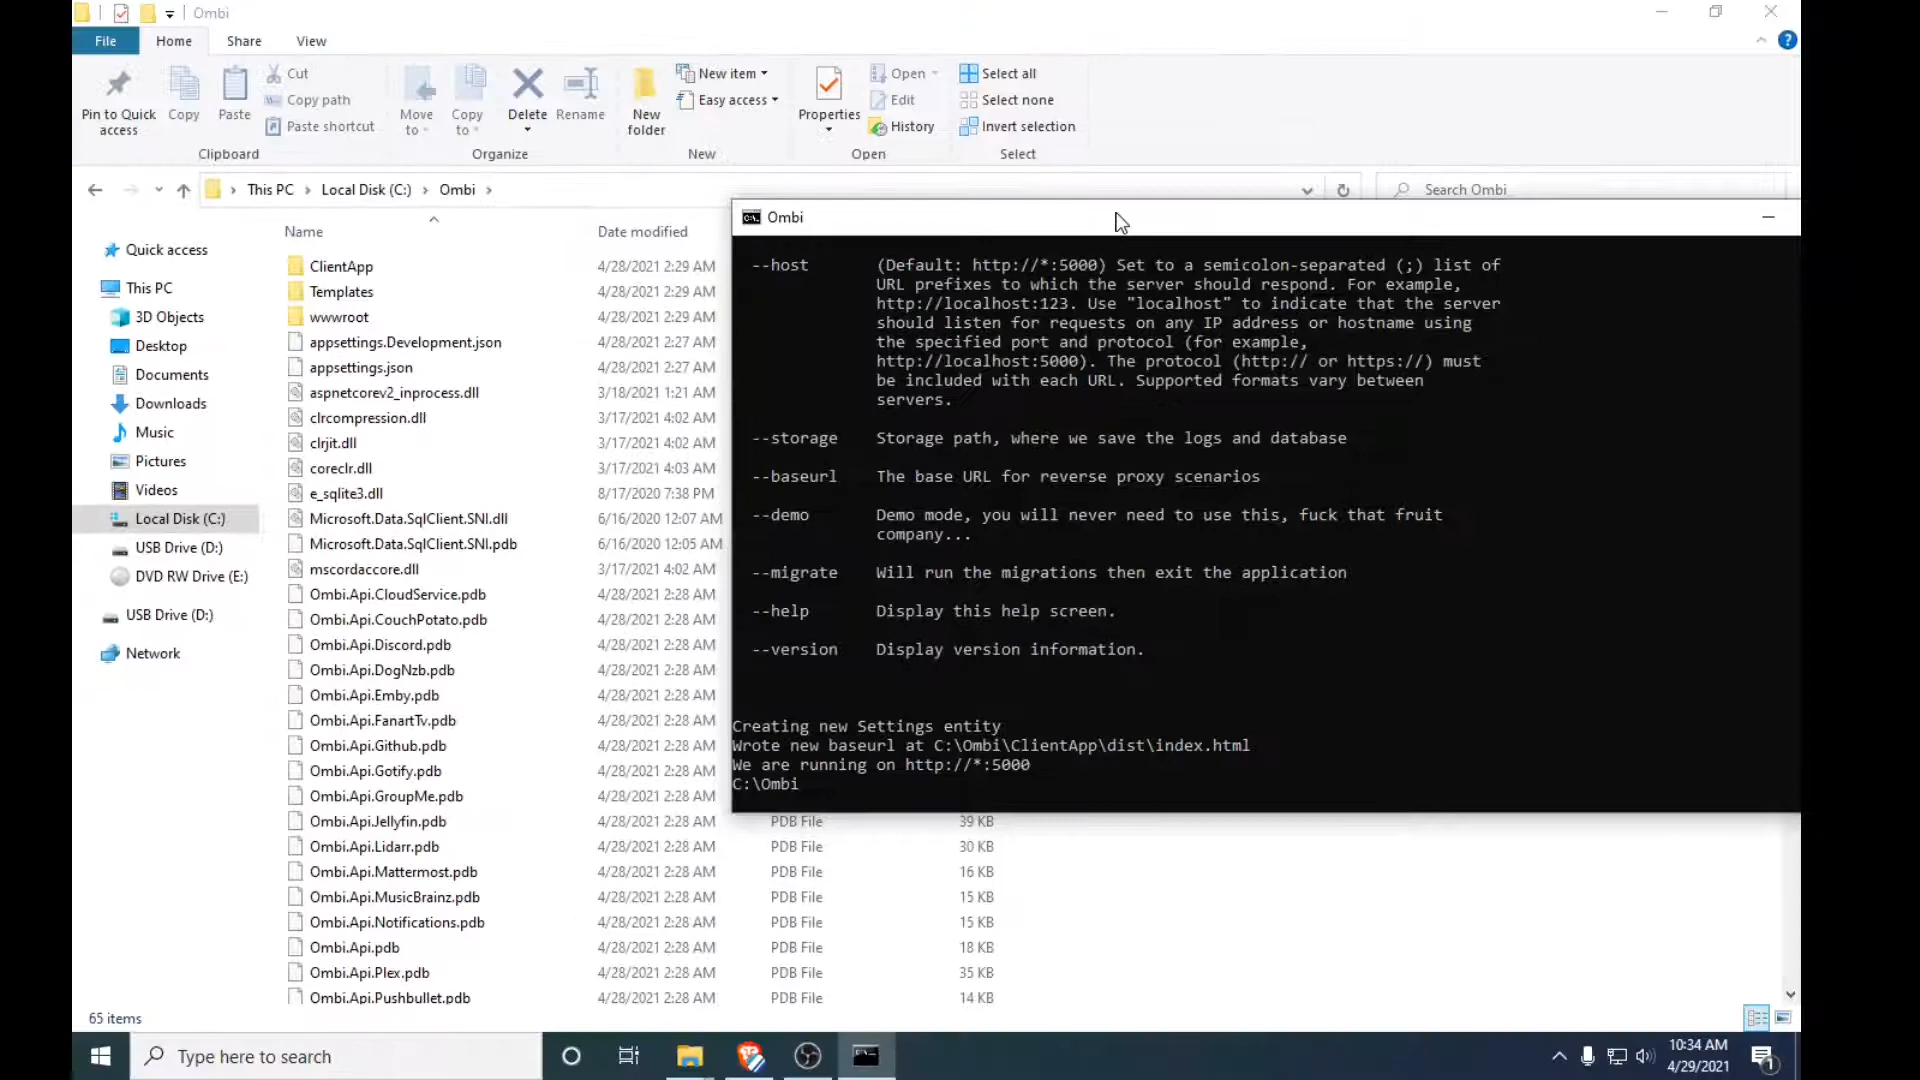 Ombi
File Home Share View
Pin to Quick access
Copy
Paste
Cut
Copy path
Paste shortcut
Clipboard
Move to
Copy to
Delete
Rename
Organize
New folder
New item
Easy access
New
Properties
Open
Edit
History
Open
Select all
Select none
Invert selection
Select
This PC > Local Disk (C:) > Ombi >
Search Ombi
Quick access
This PC
3D Objects
Desktop
Documents
Downloads
Music
Pictures
Videos
Local Disk (C:)
USB Drive (D:)
DVD RW Drive (E:)
USB Drive (D:)
Network
Name Date modified
ClientApp 4/28/2021 2:29 AM
Templates 4/28/2021 2:29 AM
wwwroot 4/28/2021 2:29 AM
appsettings.Development.json 4/28/2021 2:27 AM
appsettings.json 4/28/2021 2:27 AM
aspnetcorev2_inprocess.dll 3/18/2021 1:21 AM
clrcompression.dll 3/17/2021 4:02 AM
clrjit.dll 3/17/2021 4:02 AM
coreclr.dll 3/17/2021 4:03 AM
e_sqlite3.dll 8/17/2020 7:38 PM
Microsoft.Data.SqlClient.SNI.dll 6/16/2020 12:07 AM
Microsoft.Data.SqlClient.SNI.pdb 6/16/2020 12:05 AM
mscordaccore.dll 3/17/2021 4:02 AM
Ombi.Api.CloudService.pdb 4/28/2021 2:28 AM
Ombi.Api.CouchPotato.pdb 4/28/2021 2:28 AM
Ombi.Api.Discord.pdb 4/28/2021 2:28 AM
Ombi.Api.DogNzb.pdb 4/28/2021 2:28 AM
Ombi.Api.Emby.pdb 4/28/2021 2:28 AM
Ombi.Api.FanartTv.pdb 4/28/2021 2:28 AM
Ombi.Api.Github.pdb 4/28/2021 2:28 AM
Ombi.Api.Gotify.pdb 4/28/2021 2:28 AM
Ombi.Api.GroupMe.pdb 4/28/2021 2:28 AM
Ombi.Api.Jellyfin.pdb 4/28/2021 2:28 AM PDB File 39 KB
Ombi.Api.Lidarr.pdb 4/28/2021 2:28 AM PDB File 30 KB
Ombi.Api.Mattermost.pdb 4/28/2021 2:28 AM PDB File 16 KB
Ombi.Api.MusicBrainz.pdb 4/28/2021 2:28 AM PDB File 15 KB
Ombi.Api.Notifications.pdb 4/28/2021 2:28 AM PDB File 15 KB
Ombi.Api.pdb 4/28/2021 2:28 AM PDB File 18 KB
Ombi.Api.Plex.pdb 4/28/2021 2:28 AM PDB File 35 KB
Ombi.Api.Pushbullet.pdb 4/28/2021 2:28 AM PDB File 14 KB
65 items
Ombi
--host (Default: http://*:5000) Set to a semicolon-separated (;) list of
URL prefixes to which the server should respond. For example,
http://localhost:123. Use "localhost" to indicate that the server
should listen for requests on any IP address or hostname using
the specified port and protocol (for example,
http://localhost:5000). The protocol (http:// or https://) must
be included with each URL. Supported formats vary between
servers.
--storage Storage path, where we save the logs and database
--baseurl The base URL for reverse proxy scenarios
--demo Demo mode, you will never need to use this, fuck that fruit
company...
--migrate Will run the migrations then exit the application
--help Display this help screen.
--version Display version information.
Creating new Settings entity
Wrote new baseurl at C:\Ombi\ClientApp\dist\index.html
We are running on http://*:5000
C:\Ombi
Type here to search
10:34 AM
4/29/2021
1